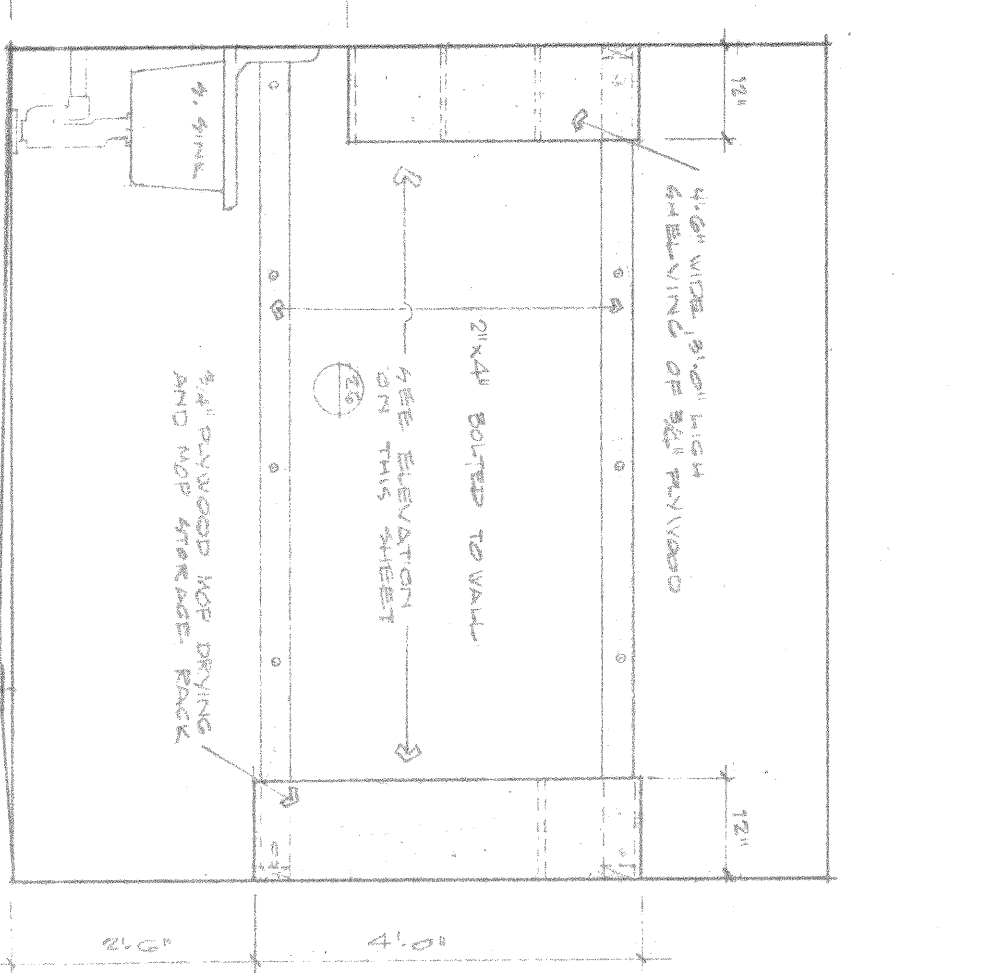 12"
4'-6" WIDE, 3'-0" HIGH
SHELVING OF 3/4" PLYWOOD
S. SINK
2"x4" BOLTED TO WALL
SEE ELEVATION
ON THIS SHEET
3/4" PLYWOOD MOP DRYING
AND MOP STORAGE RACK
12"
2'-6"
4'-0"